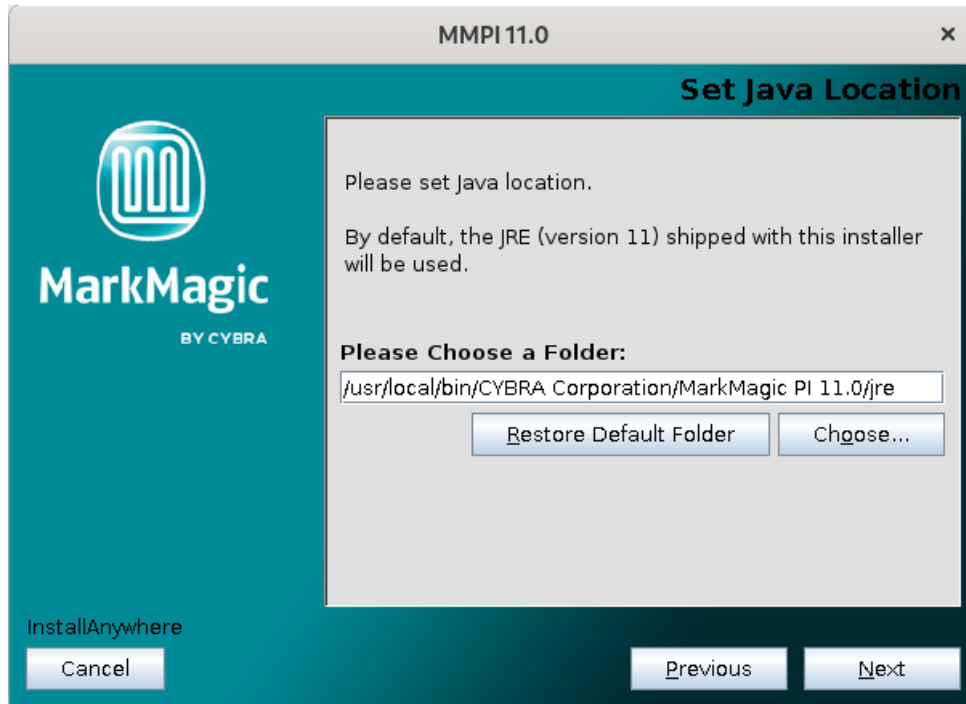 MMPI 11.0
Set Java Location
MarkMagic
BY CYBRA
Please set Java location.
By default, the JRE (version 11) shipped with this installer
will be used.
Please Choose a Folder:
/usr/local/bin/CYBRA Corporation/MarkMagic PI 11.0/jre
Restore Default Folder
Choose...
InstallAnywhere
Cancel
Previous
Next